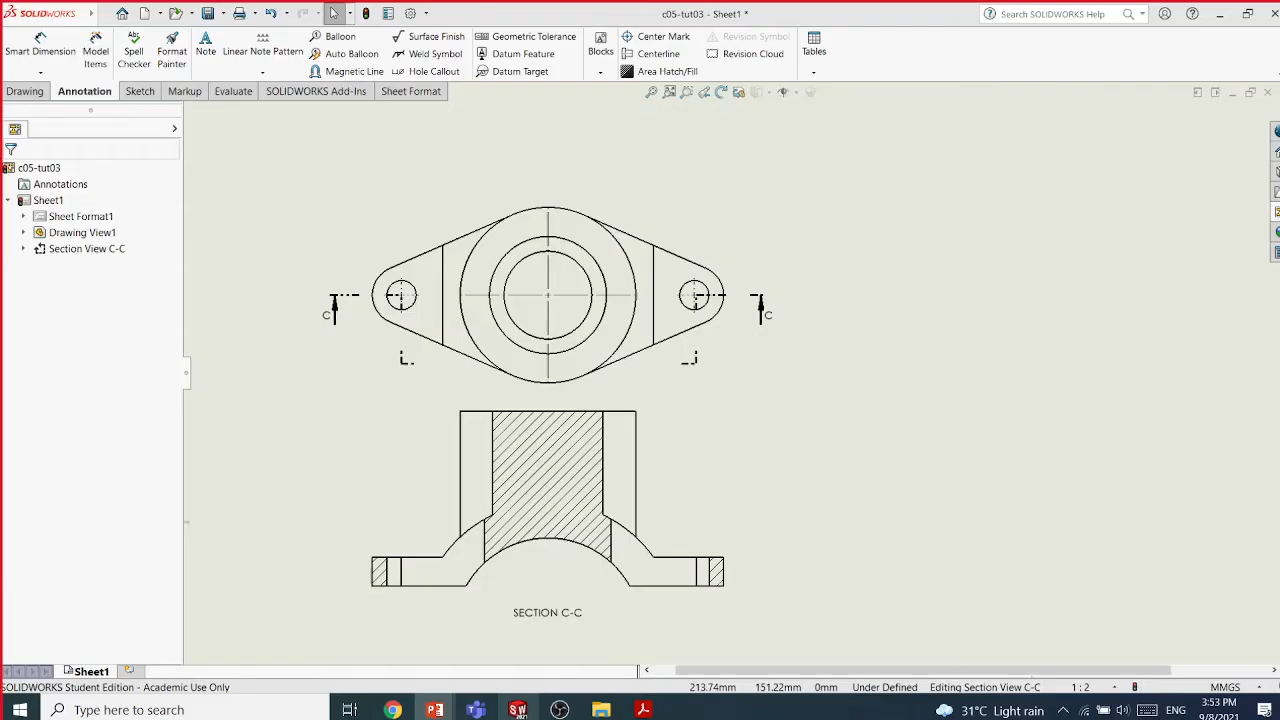 SOLIDWORKS
c05-tut03 - Sheet1 *
Search SOLIDWORKS Help
Smart Dimension
Model Items
Spell Checker
Format Painter
Note
Linear Note Pattern
Balloon
Auto Balloon
Magnetic Line
Surface Finish
Weld Symbol
Hole Callout
Geometric Tolerance
Datum Feature
Datum Target
Blocks
Center Mark
Centerline
Area Hatch/Fill
Revision Symbol
Revision Cloud
Tables
Drawing
Annotation
Sketch
Markup
Evaluate
SOLIDWORKS Add-Ins
Sheet Format
c05-tut03
Annotations
Sheet1
Sheet Format1
Drawing View1
Section View C-C
C
C
SECTION C-C
Sheet1
SOLIDWORKS Student Edition - Academic Use Only
213.74mm
151.22mm
0mm
Under Defined
Editing Section View C-C
1 : 2
MMGS
Type here to search
31°C Light rain
ENG
3:53 PM